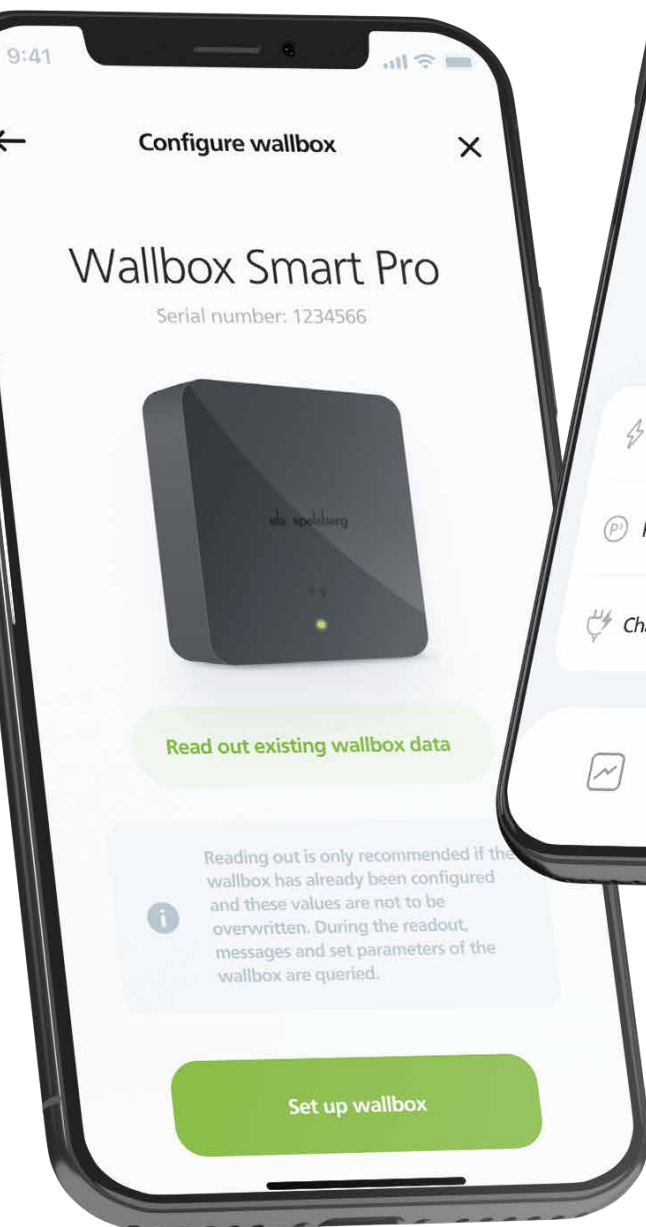 9:41
Configure wallbox
Wallbox Smart Pro
Serial number: 1234566
els spelsberg
Read out existing wallbox data
Reading out is only recommended if the
wallbox has already been configured
and these values are not to be
overwritten. During the readout,
messages and set parameters of the
wallbox are queried.
Set up wallbox